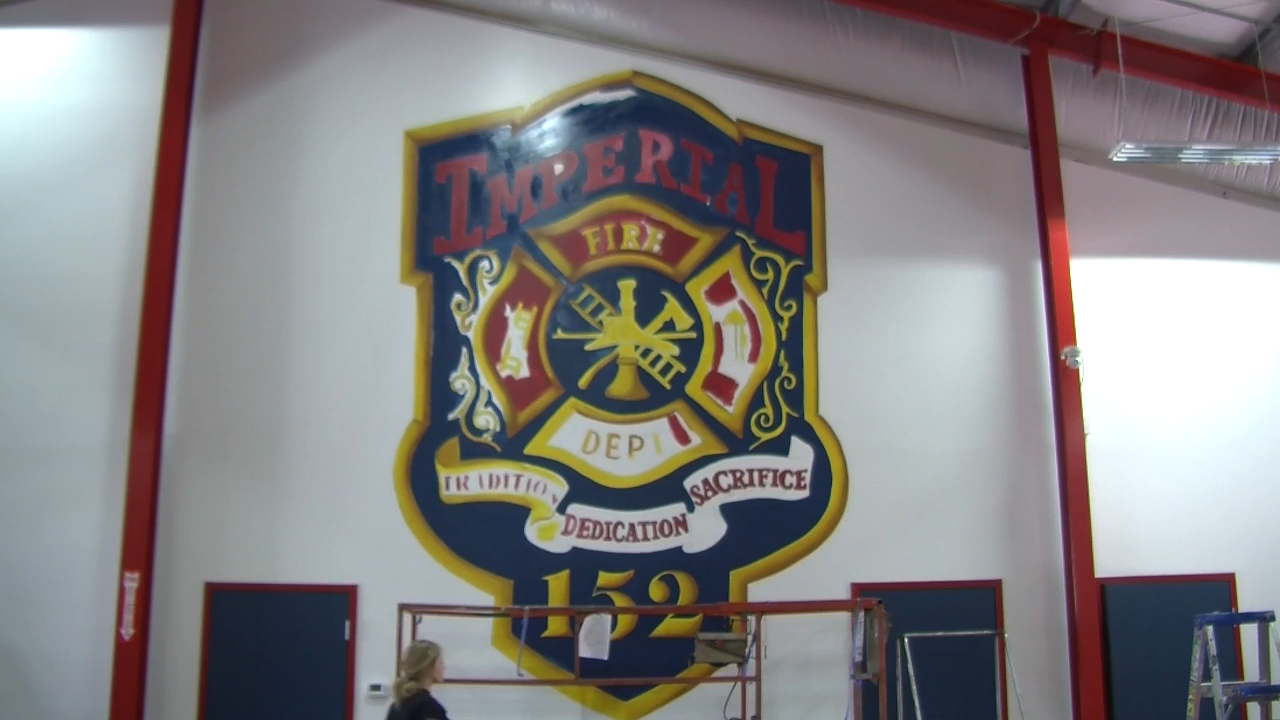 IMPERIAL
FIRE
DEPT
TRADITION
DEDICATION
SACRIFICE
152